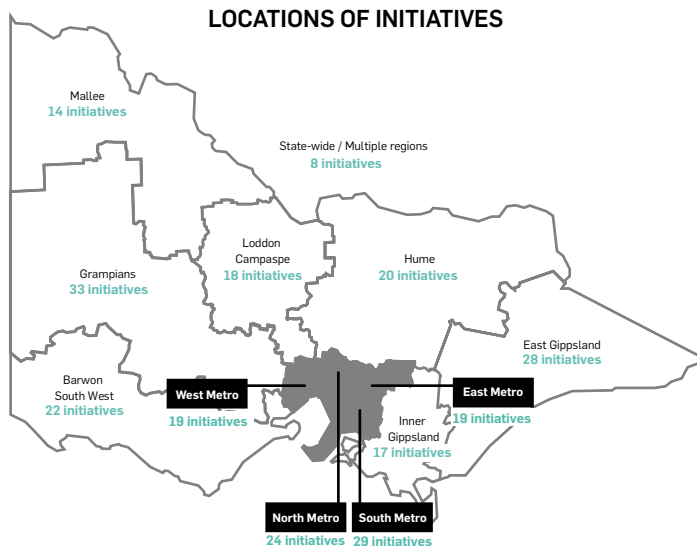 LOCATIONS OF INITIATIVES
Mallee
14 initiatives
State-wide / Multiple regions
8 initiatives
Loddon
Campaspe
18 initiatives
Hume
20 initiatives
Grampians
33 initiatives
East Gippsland
28 initiatives
Barwon
South West
22 initiatives
West Metro
19 initiatives
East Metro
19 initiatives
Inner
Gippsland
17 initiatives
North Metro
24 initiatives
South Metro
29 initiatives